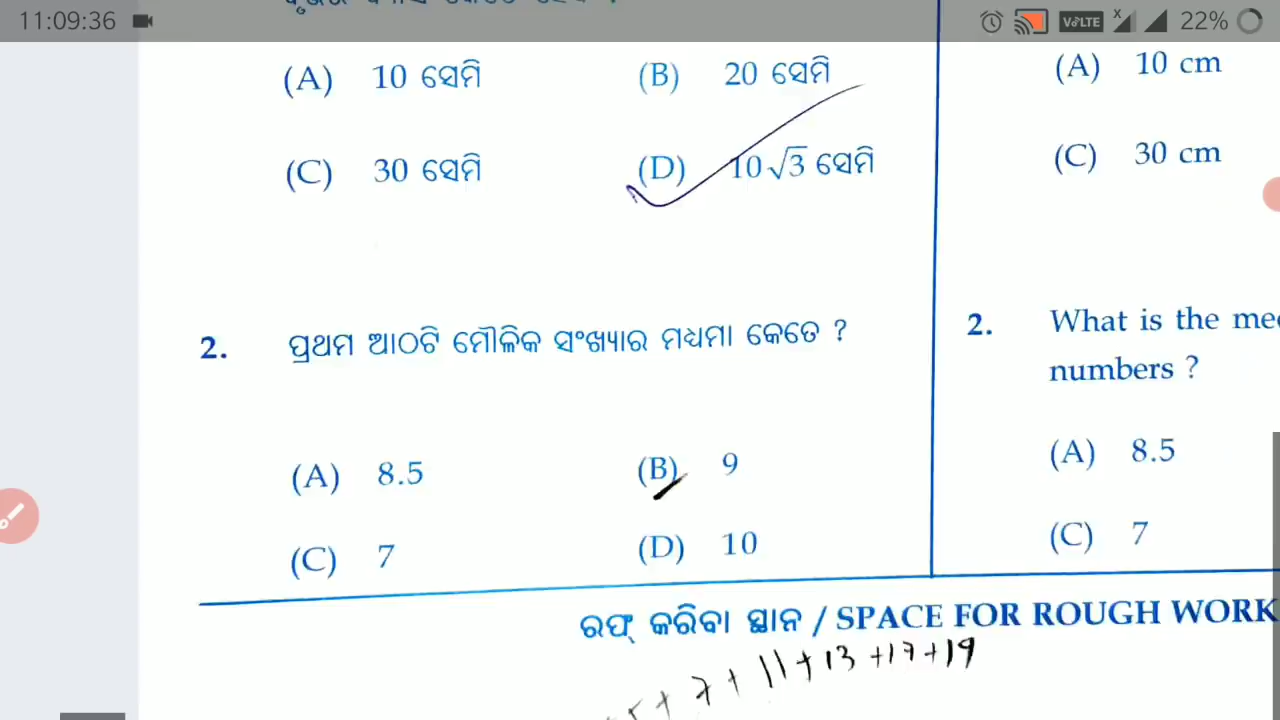 11:09:36 VoLTE x 22%
(A) 10 ସେମି (B) 20 ସେମି
(C) 30 ସେମି (D) 10√3 ସେମି
2. ପ୍ରଥମ ଆଠଟି ମୌଳିକ ସଂଖ୍ୟାର ମଧ୍ୟମା କେତେ ?
(A) 8.5 (B) 9
(C) 7 (D) 10
(A) 10 cm
(C) 30 cm
2. What is the
numbers ?
(A) 8.5
(C) 7
ରଫ୍ କରିବା ସ୍ଥାନ / SPACE FOR ROUGH WORK
+ 7 + 11 + 13 + 17 + 19